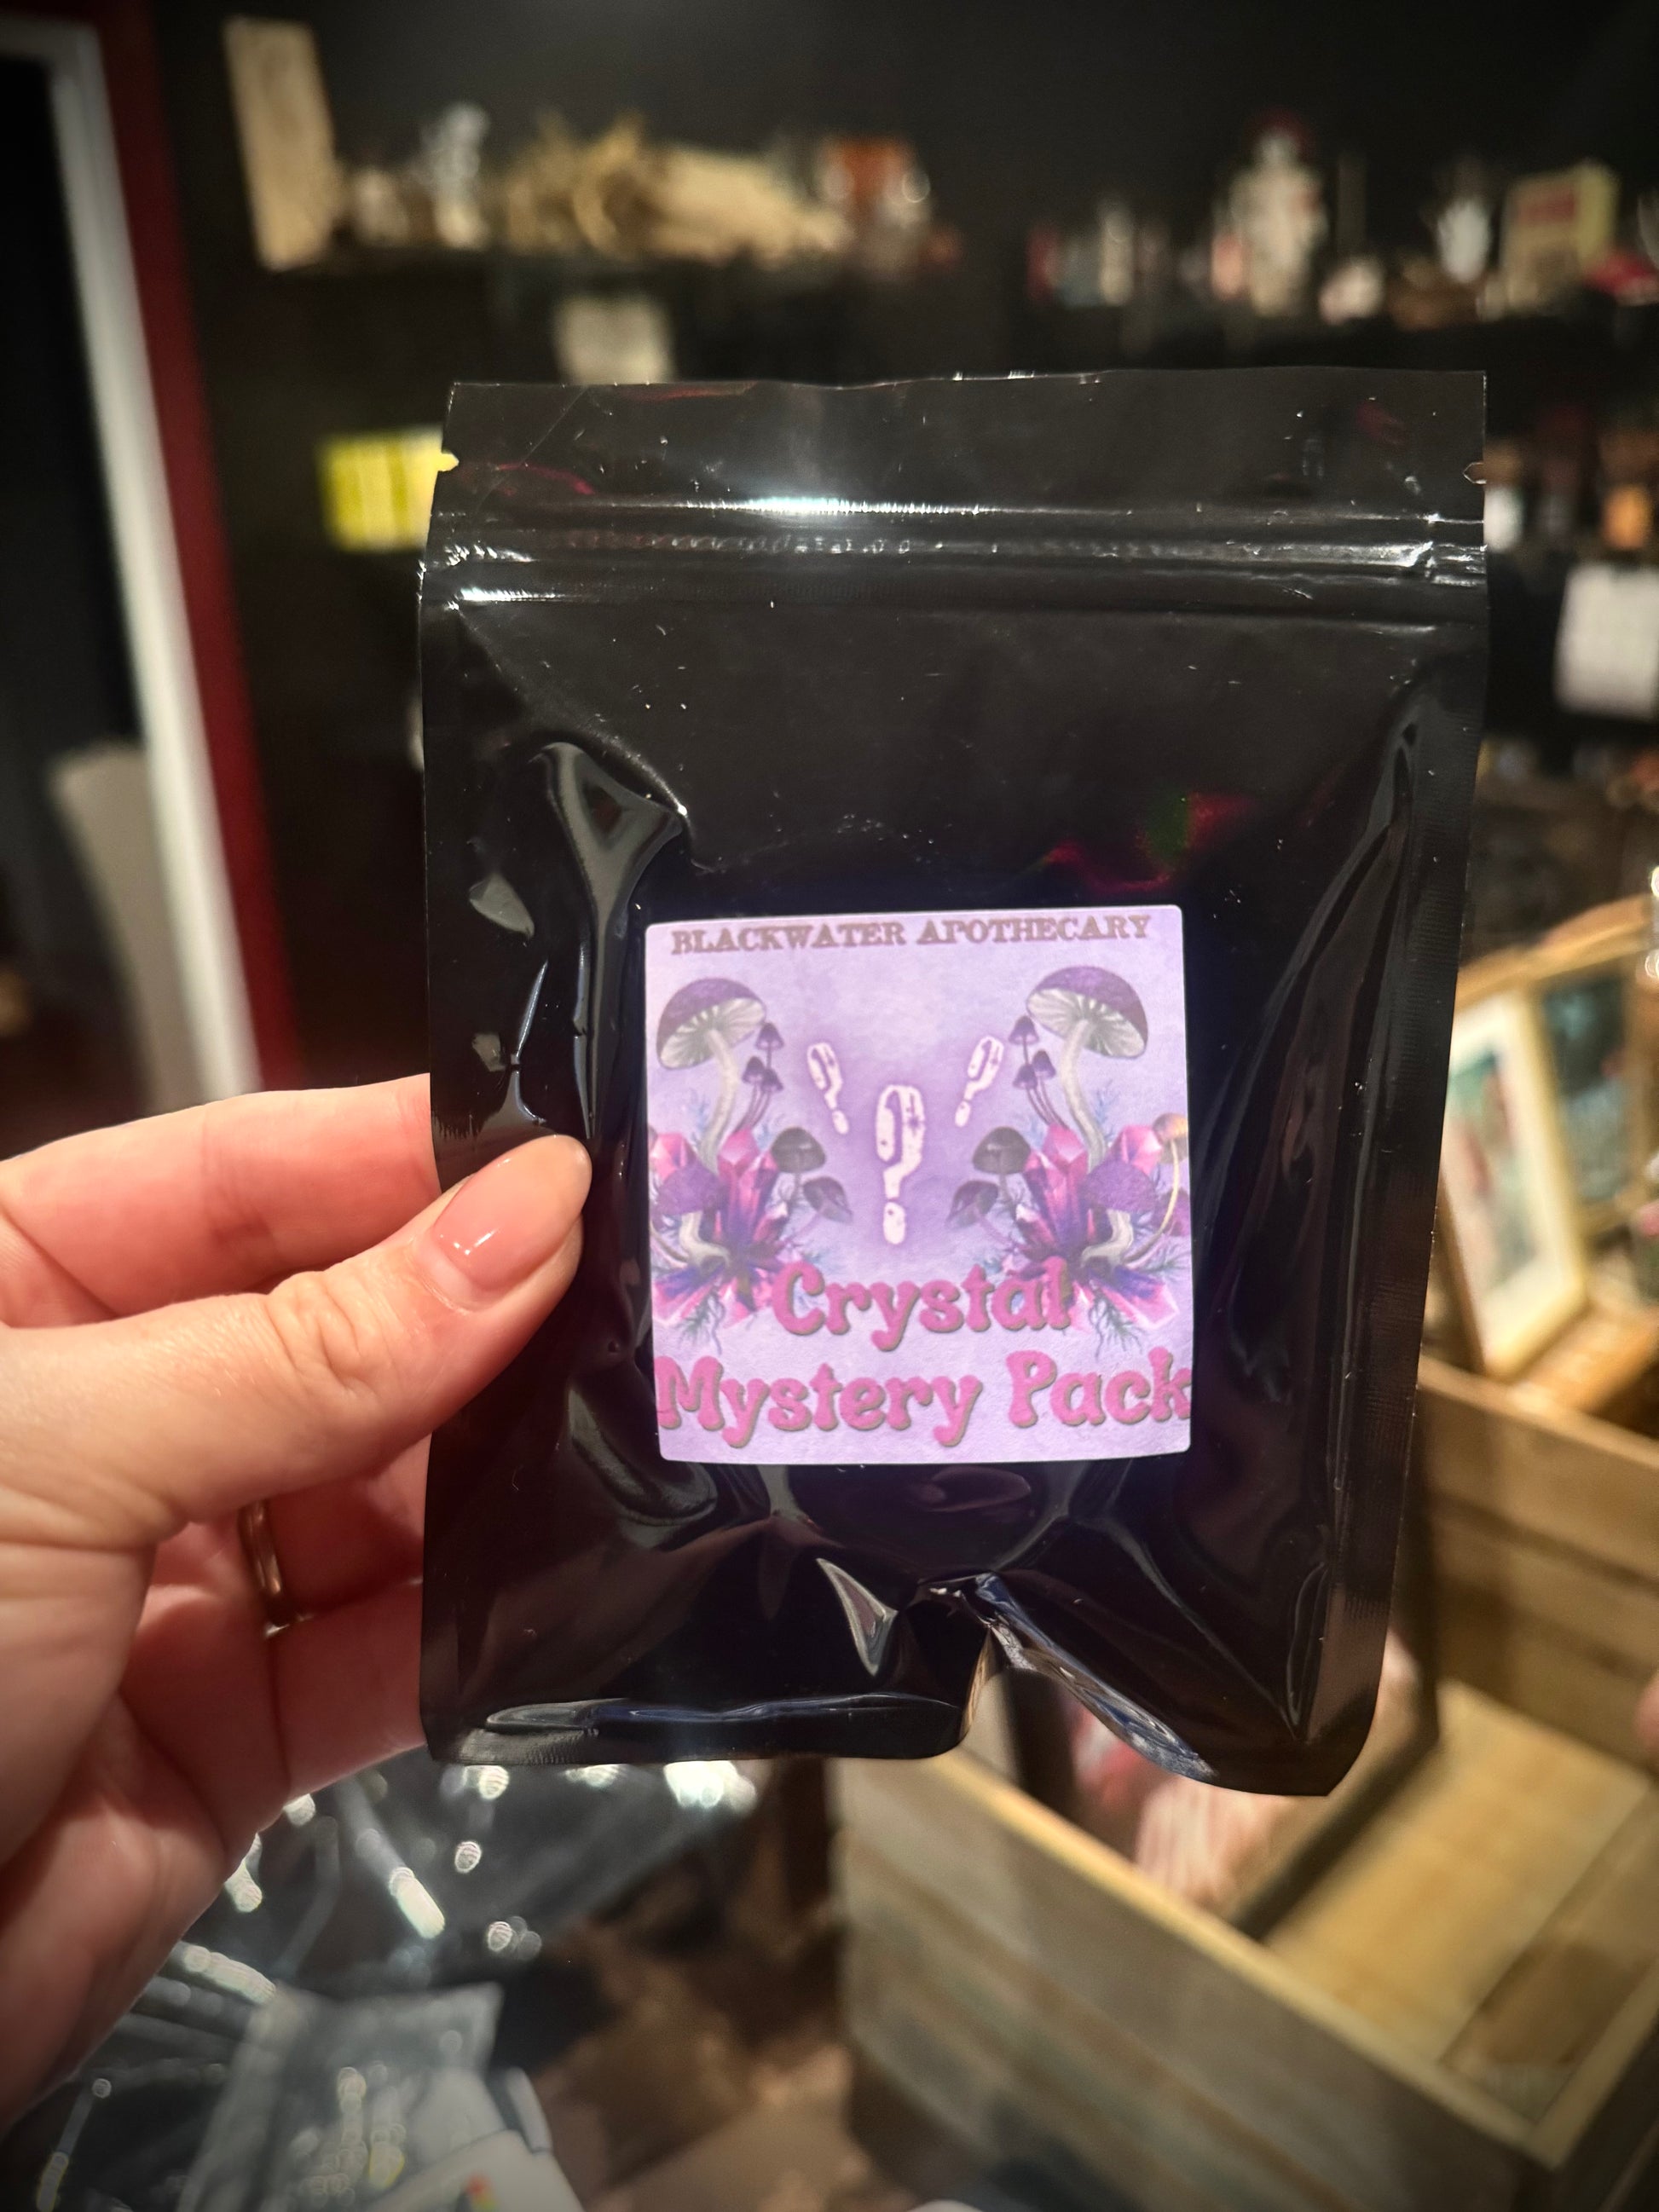 BLACKWATER APOTHECARY
? ? ?
Crystal
Mystery Pack